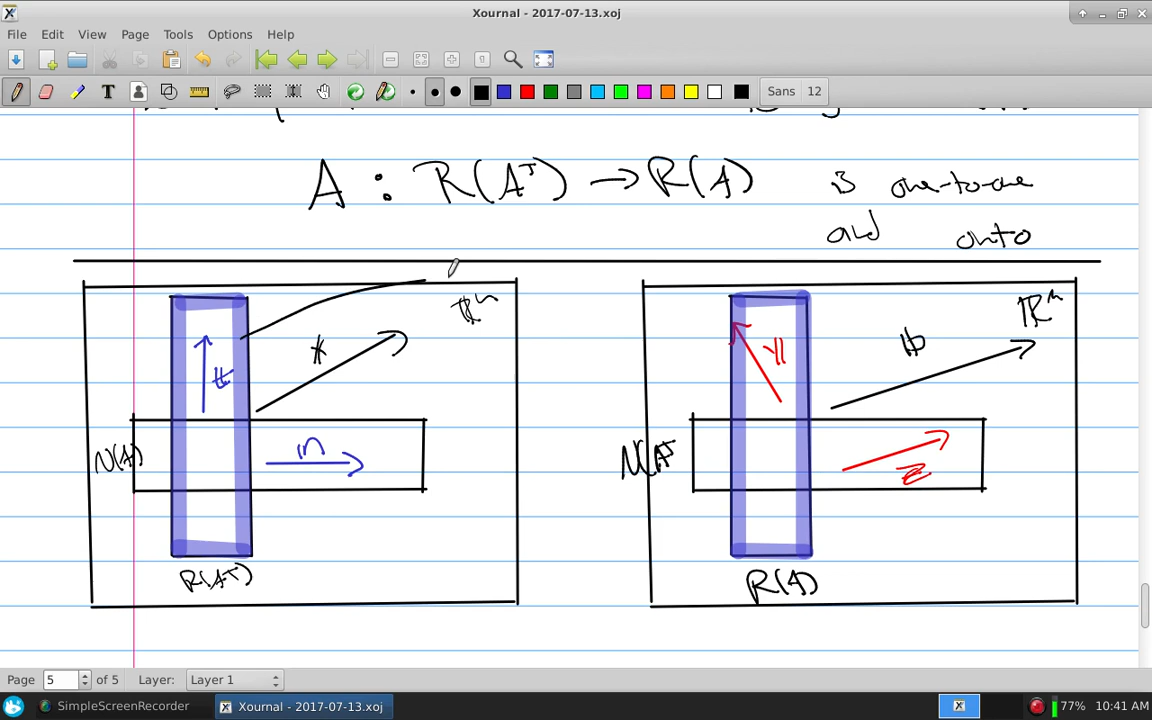 Xournal - 2017-07-13.xoj
File Edit View Page Tools Options Help
Sans 12
A : R(Aᵀ) → R(A) is one-to-one
and onto
ℝⁿ
x
t
n
N(A)
R(Aᵀ)
ℝᵐ
y
b
z
N(Aᵀ
R(A)
Page 5 of 5 Layer: Layer 1
SimpleScreenRecorder Xournal - 2017-07-13.xoj 77% 10:41 AM